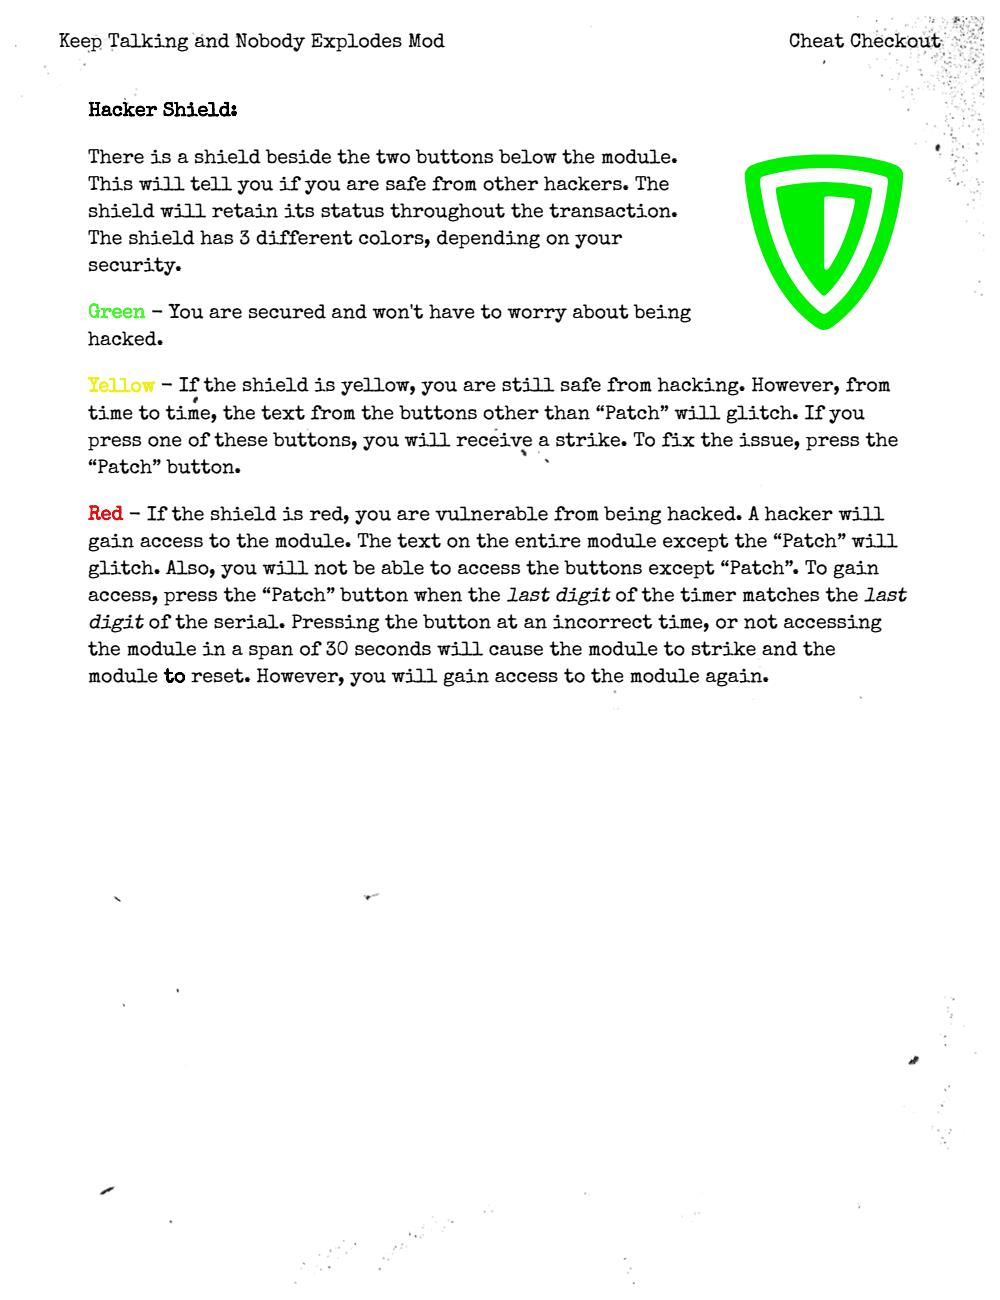 Keep Talking and Nobody Explodes Mod
Cheat Checkout
Hacker Shield:
There is a shield beside the two buttons below the module.
This will tell you if you are safe from other hackers. The
shield will retain its status throughout the transaction.
The shield has 3 different colors, depending on your
security.
Green – You are secured and won't have to worry about being
hacked.
Yellow – If the shield is yellow, you are still safe from hacking. However, from
time to time, the text from the buttons other than “Patch” will glitch. If you
press one of these buttons, you will receive a strike. To fix the issue, press the
“Patch” button.
Red – If the shield is red, you are vulnerable from being hacked. A hacker will
gain access to the module. The text on the entire module except the “Patch” will
glitch. Also, you will not be able to access the buttons except “Patch”. To gain
access, press the “Patch” button when the last digit of the timer matches the last
digit of the serial. Pressing the button at an incorrect time, or not accessing
the module in a span of 30 seconds will cause the module to strike and the
module to reset. However, you will gain access to the module again.